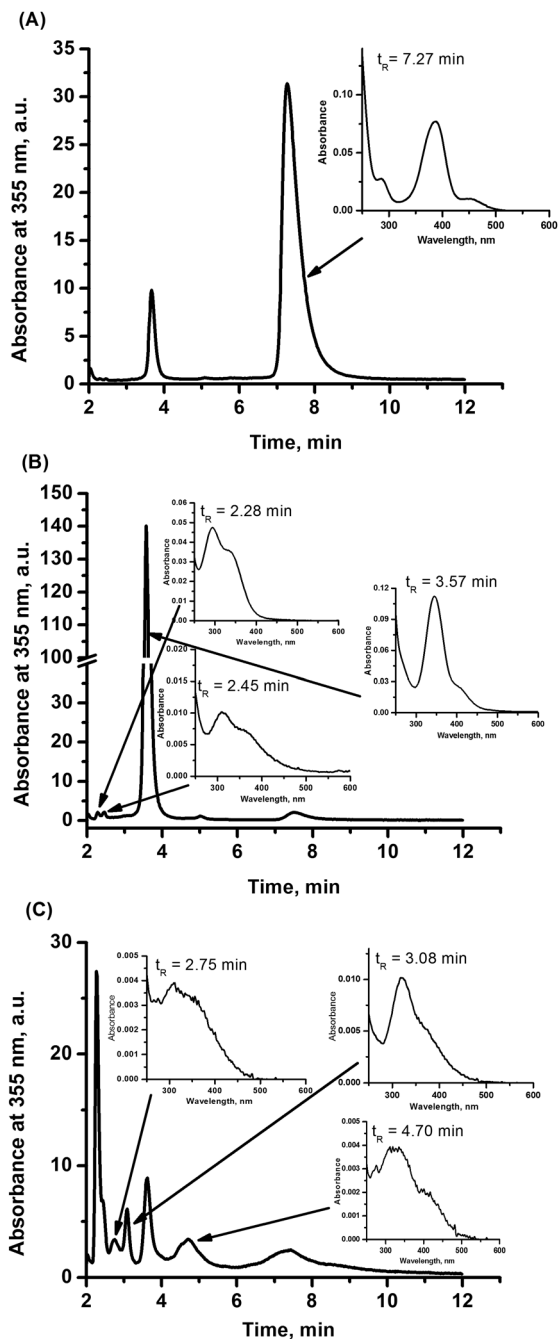 (A)
Absorbance at 355 nm, a.u.
35
30
25
20
15
10
5
0
2 4 6 8 10 12
Time, min
t_R = 7.27 min
Absorbance
0.10
0.05
0.00
300 400 500 600
Wavelength, nm
(B)
Absorbance at 355 nm, a.u.
150
140
130
120
110
100
30
20
10
0
2 4 6 8 10 12
Time, min
t_R = 2.28 min
Absorbance
0.06
0.05
0.04
0.03
0.02
0.01
0.00
300 400 500 600
Wavelength, nm
t_R = 2.45 min
Absorbance
0.020
0.015
0.010
0.005
0.000
300 400 500 600
Wavelength, nm
t_R = 3.57 min
Absorbance
0.12
0.09
0.06
0.03
0.00
300 400 500 600
Wavelength, nm
(C)
Absorbance at 355 nm, a.u.
30
20
10
0
2 4 6 8 10 12
Time, min
t_R = 2.75 min
Absorbance
0.005
0.004
0.003
0.002
0.001
0.000
300 400 500 600
Wavelength, nm
t_R = 3.08 min
Absorbance
0.010
0.005
0.000
300 400 500 600
Wavelength, nm
t_R = 4.70 min
Absorbance
0.005
0.004
0.003
0.002
0.001
0.000
300 400 500 600
Wavelength, nm